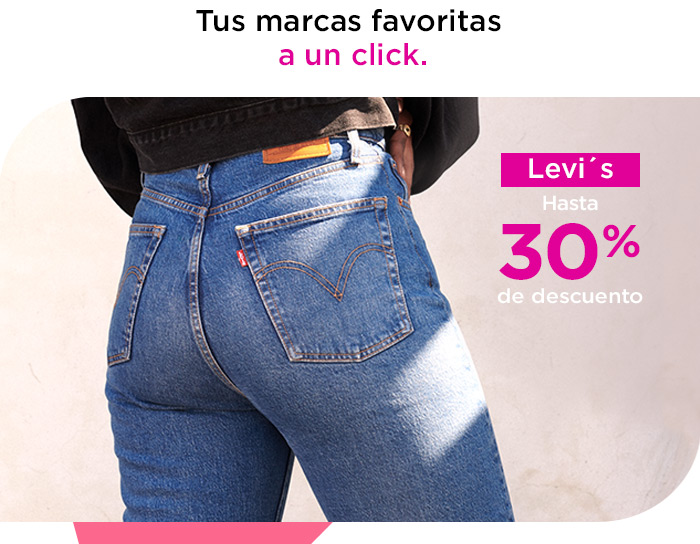 Tus marcas favoritas
a un click.
Levi´s
Hasta
30%
de descuento